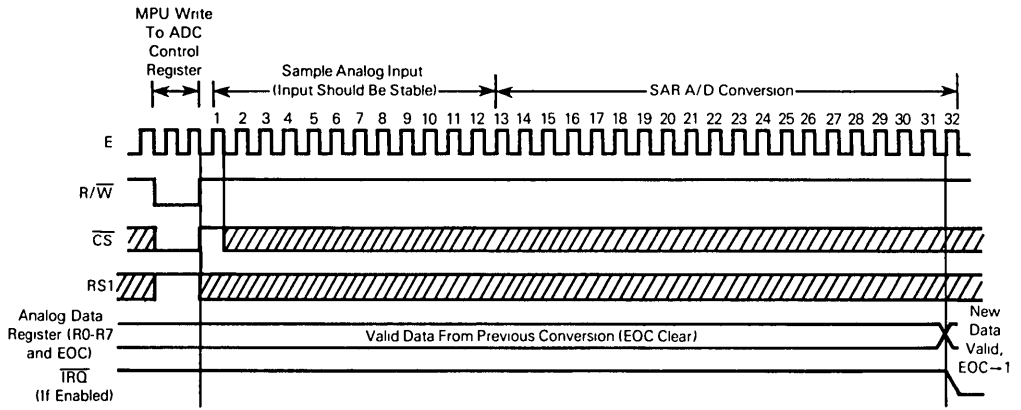 MPU Write
To ADC
Control
Register
Sample Analog Input
(Input Should Be Stable)
SAR A/D Conversion
1 2 3 4 5 6 7 8 9 10 11 12 13 14 15 16 17 18 19 20 21 22 23 24 25 26 27 28 29 30 31 32
E
R/W̅
C̅S̅
RS1
Analog Data
Register (R0-R7
and EOC)
Valid Data From Previous Conversion (EOC Clear)
New
Data
Valid,
EOC→1
I̅R̅Q̅
(If Enabled)